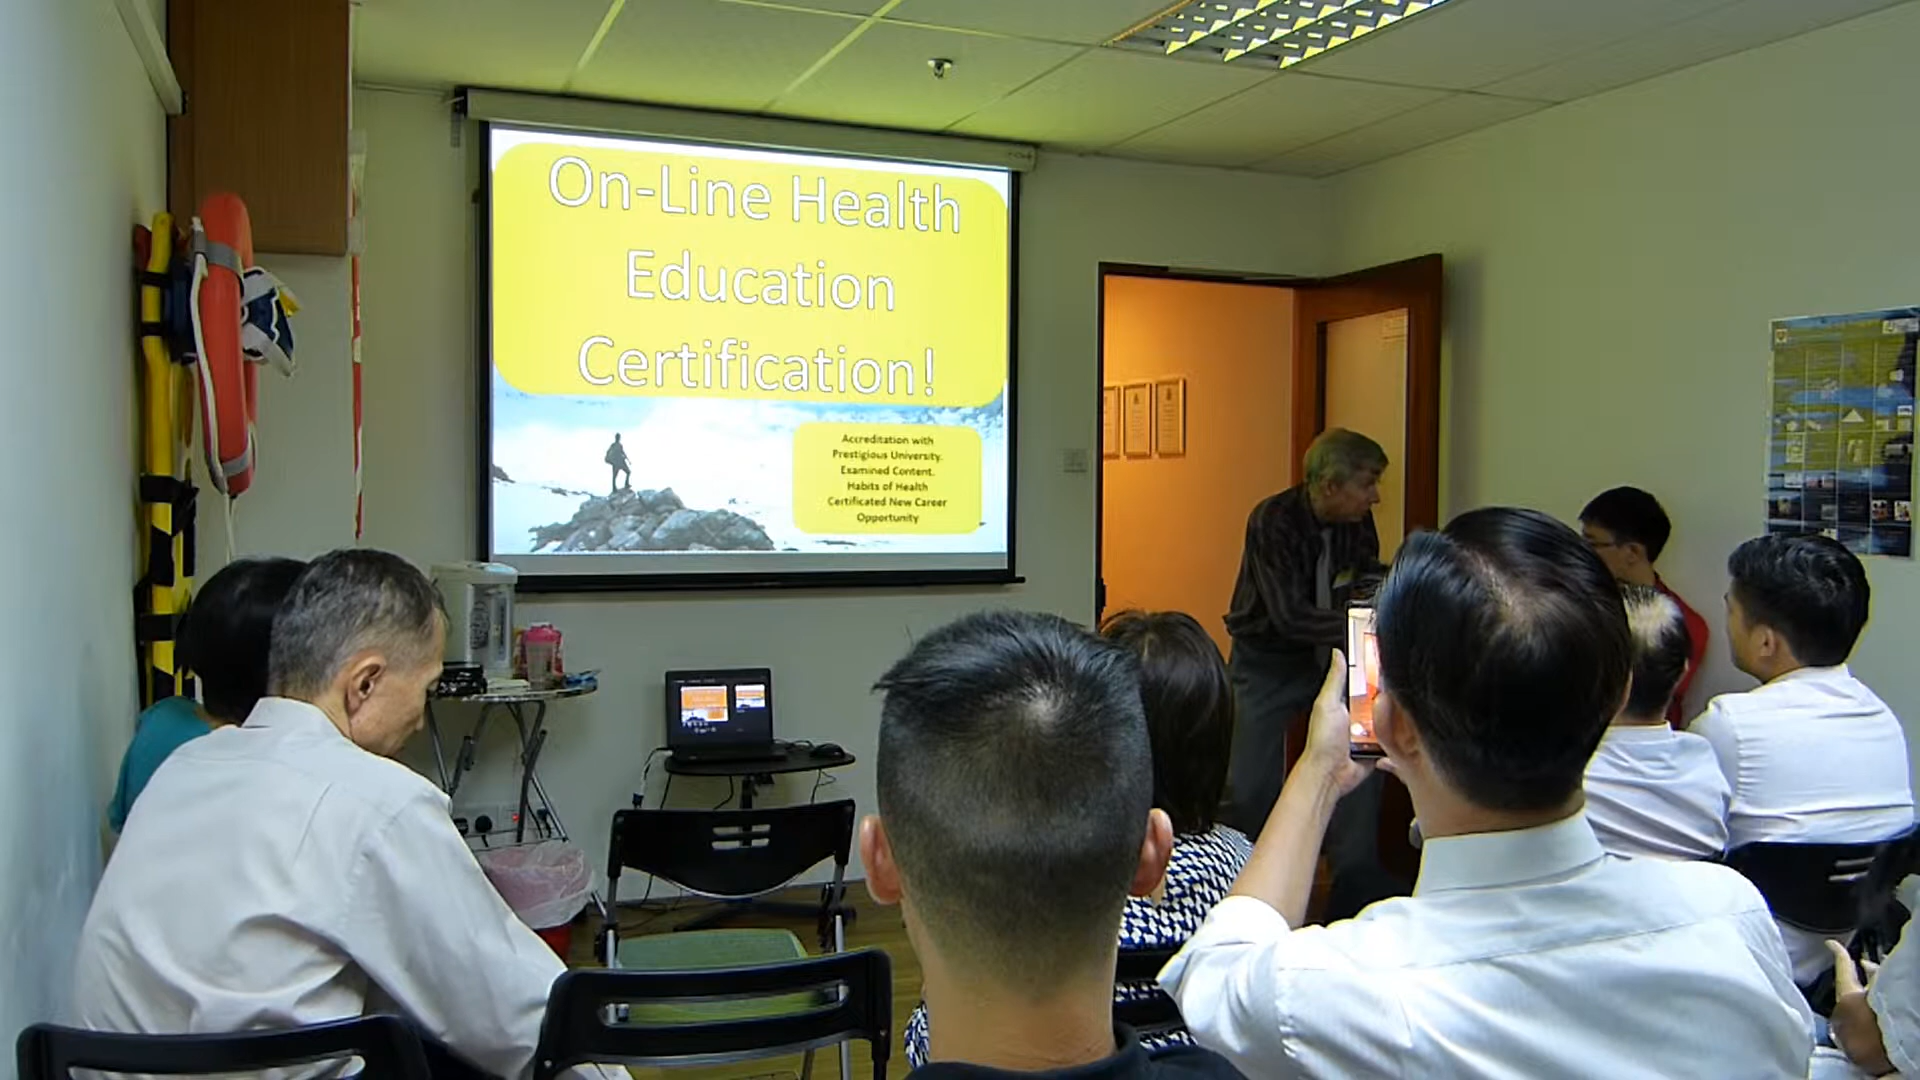 On-Line Health
Education
Certification!
Accreditation with
Prestigious University.
Examined Content.
Habits of Health
Certificated New Career
Opportunity